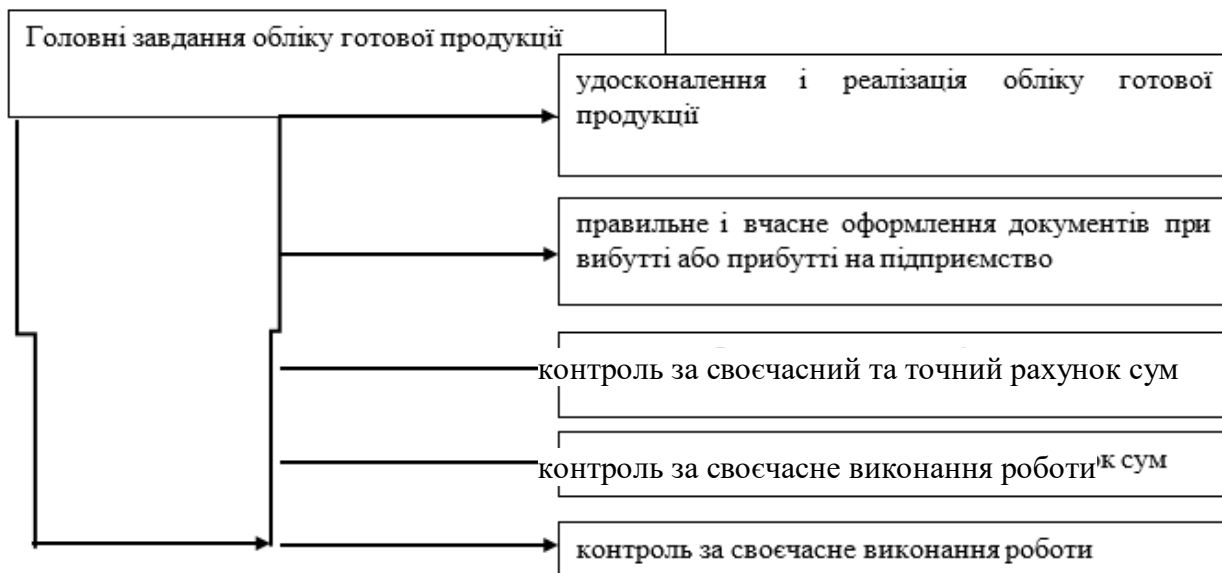 Головні завдання обліку готової продукції
удосконалення і реалізація обліку готової
продукції
правильне і вчасне оформлення документів при
вибутті або прибутті на підприємство
контроль за своєчасний та точний рахунок сум
контроль за своєчасне виконання роботи
сум
контроль за своєчасне виконання роботи